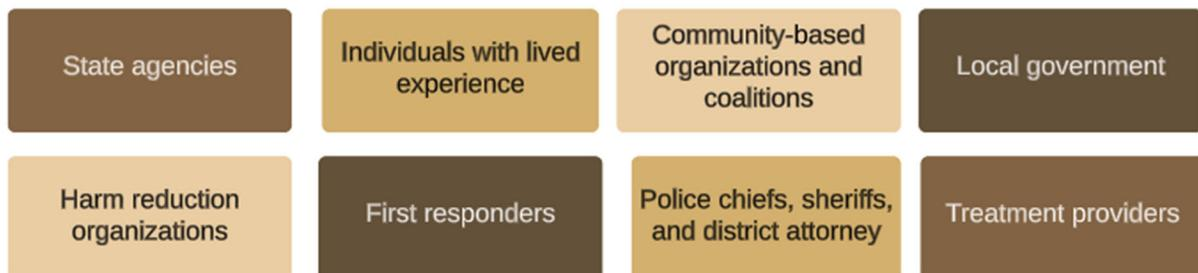 State agencies
Individuals with lived
experience
Community-based
organizations and
coalitions
Local government
Harm reduction
organizations
First responders
Police chiefs, sheriffs,
and district attorney
Treatment providers